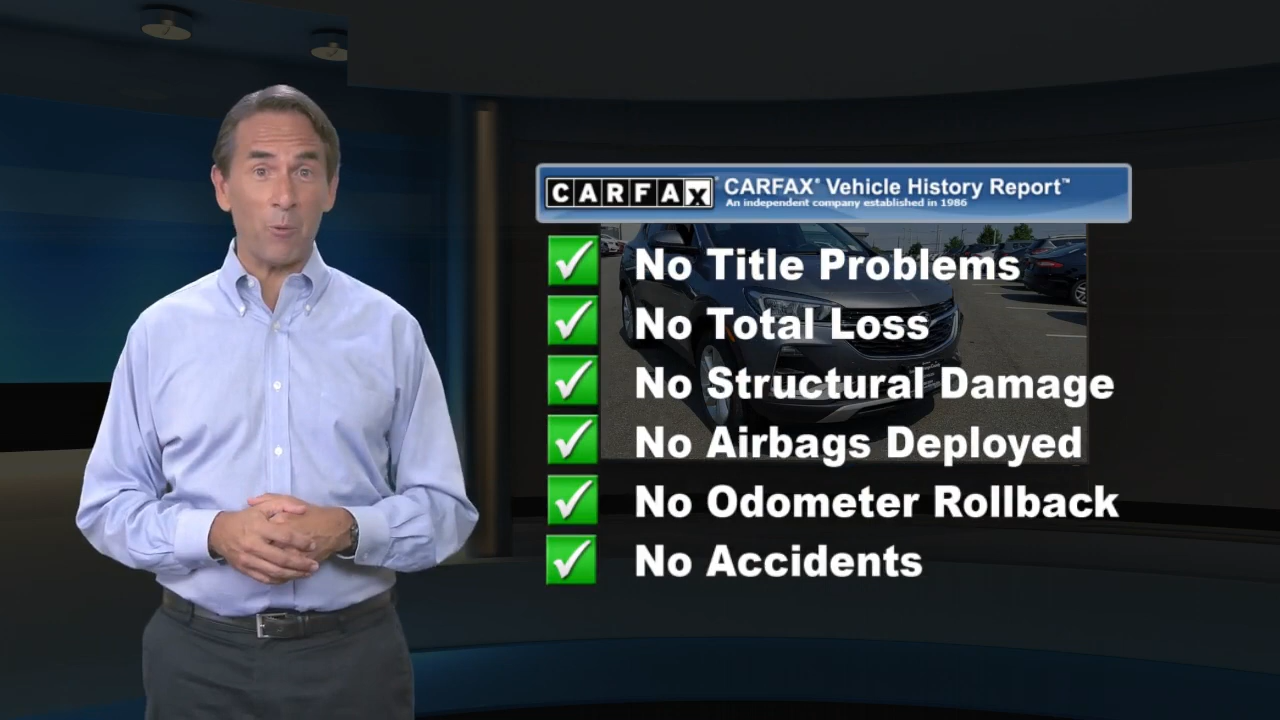 CARFAX
CARFAX® Vehicle History Report™
An independent company established in 1986
No Title Problems
No Total Loss
No Structural Damage
No Airbags Deployed
No Odometer Rollback
No Accidents